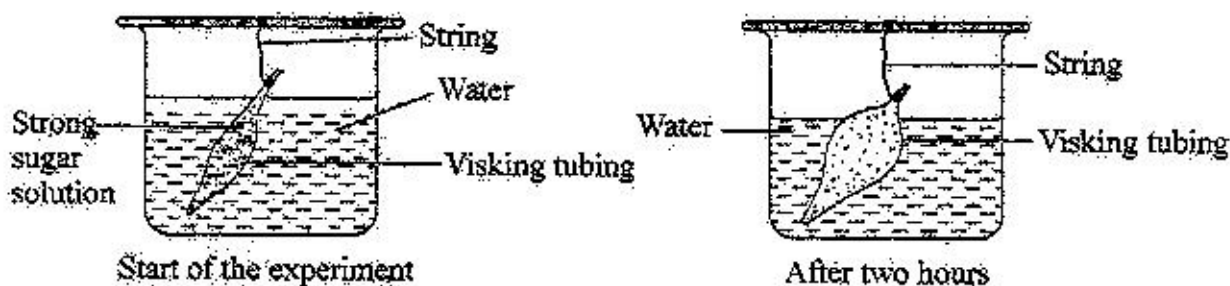 String
Water
Strong
sugar
solution
Visking tubing
Start of the experiment
String
Water
Visking tubing
After two hours